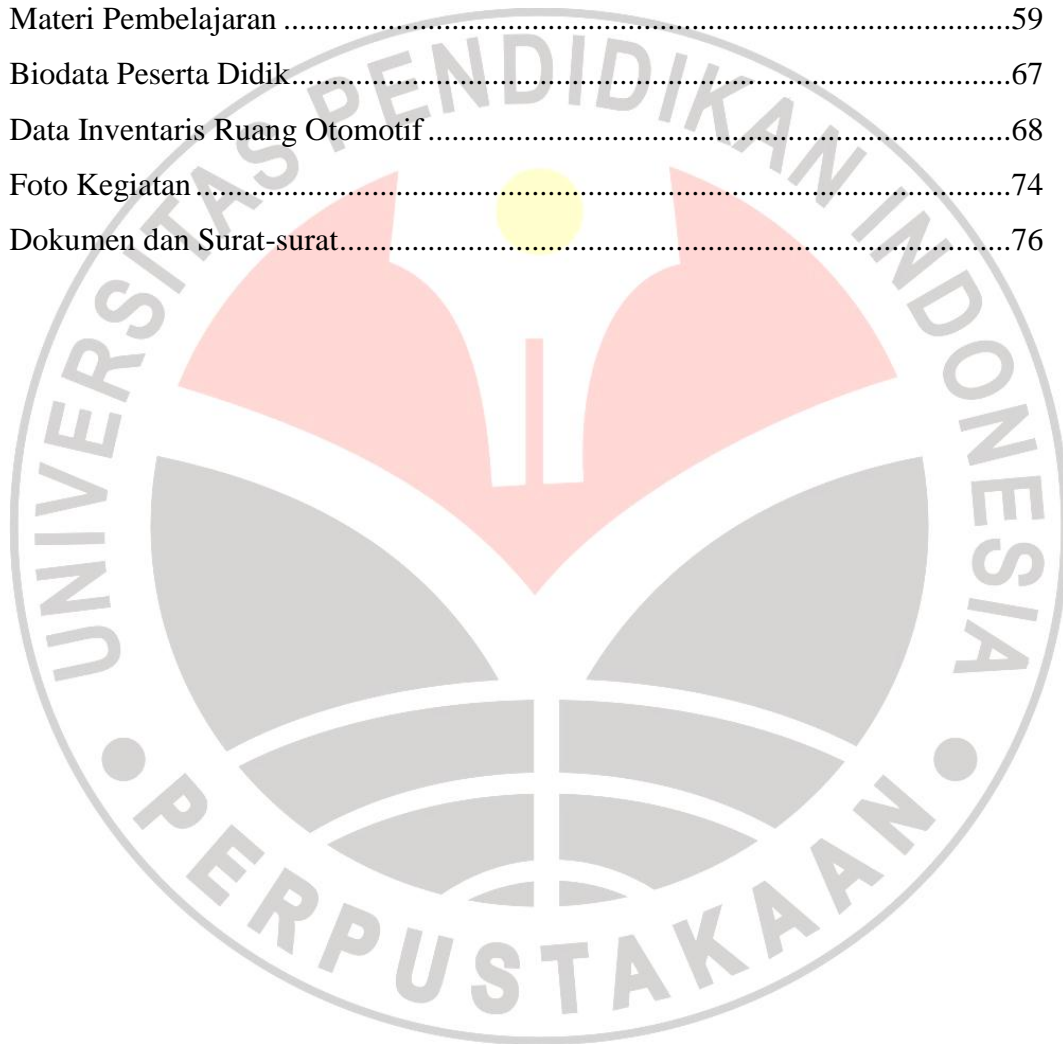 Materi Pembelajaran ..........................................................................................59
Biodata Peserta Didik.........................................................................................67
Data Inventaris Ruang Otomotif ........................................................................68
Foto Kegiatan .....................................................................................................74
Dokumen dan Surat-surat...................................................................................76
UNIVERSITAS PENDIDIKAN INDONESIA
PERPUSTAKAAN